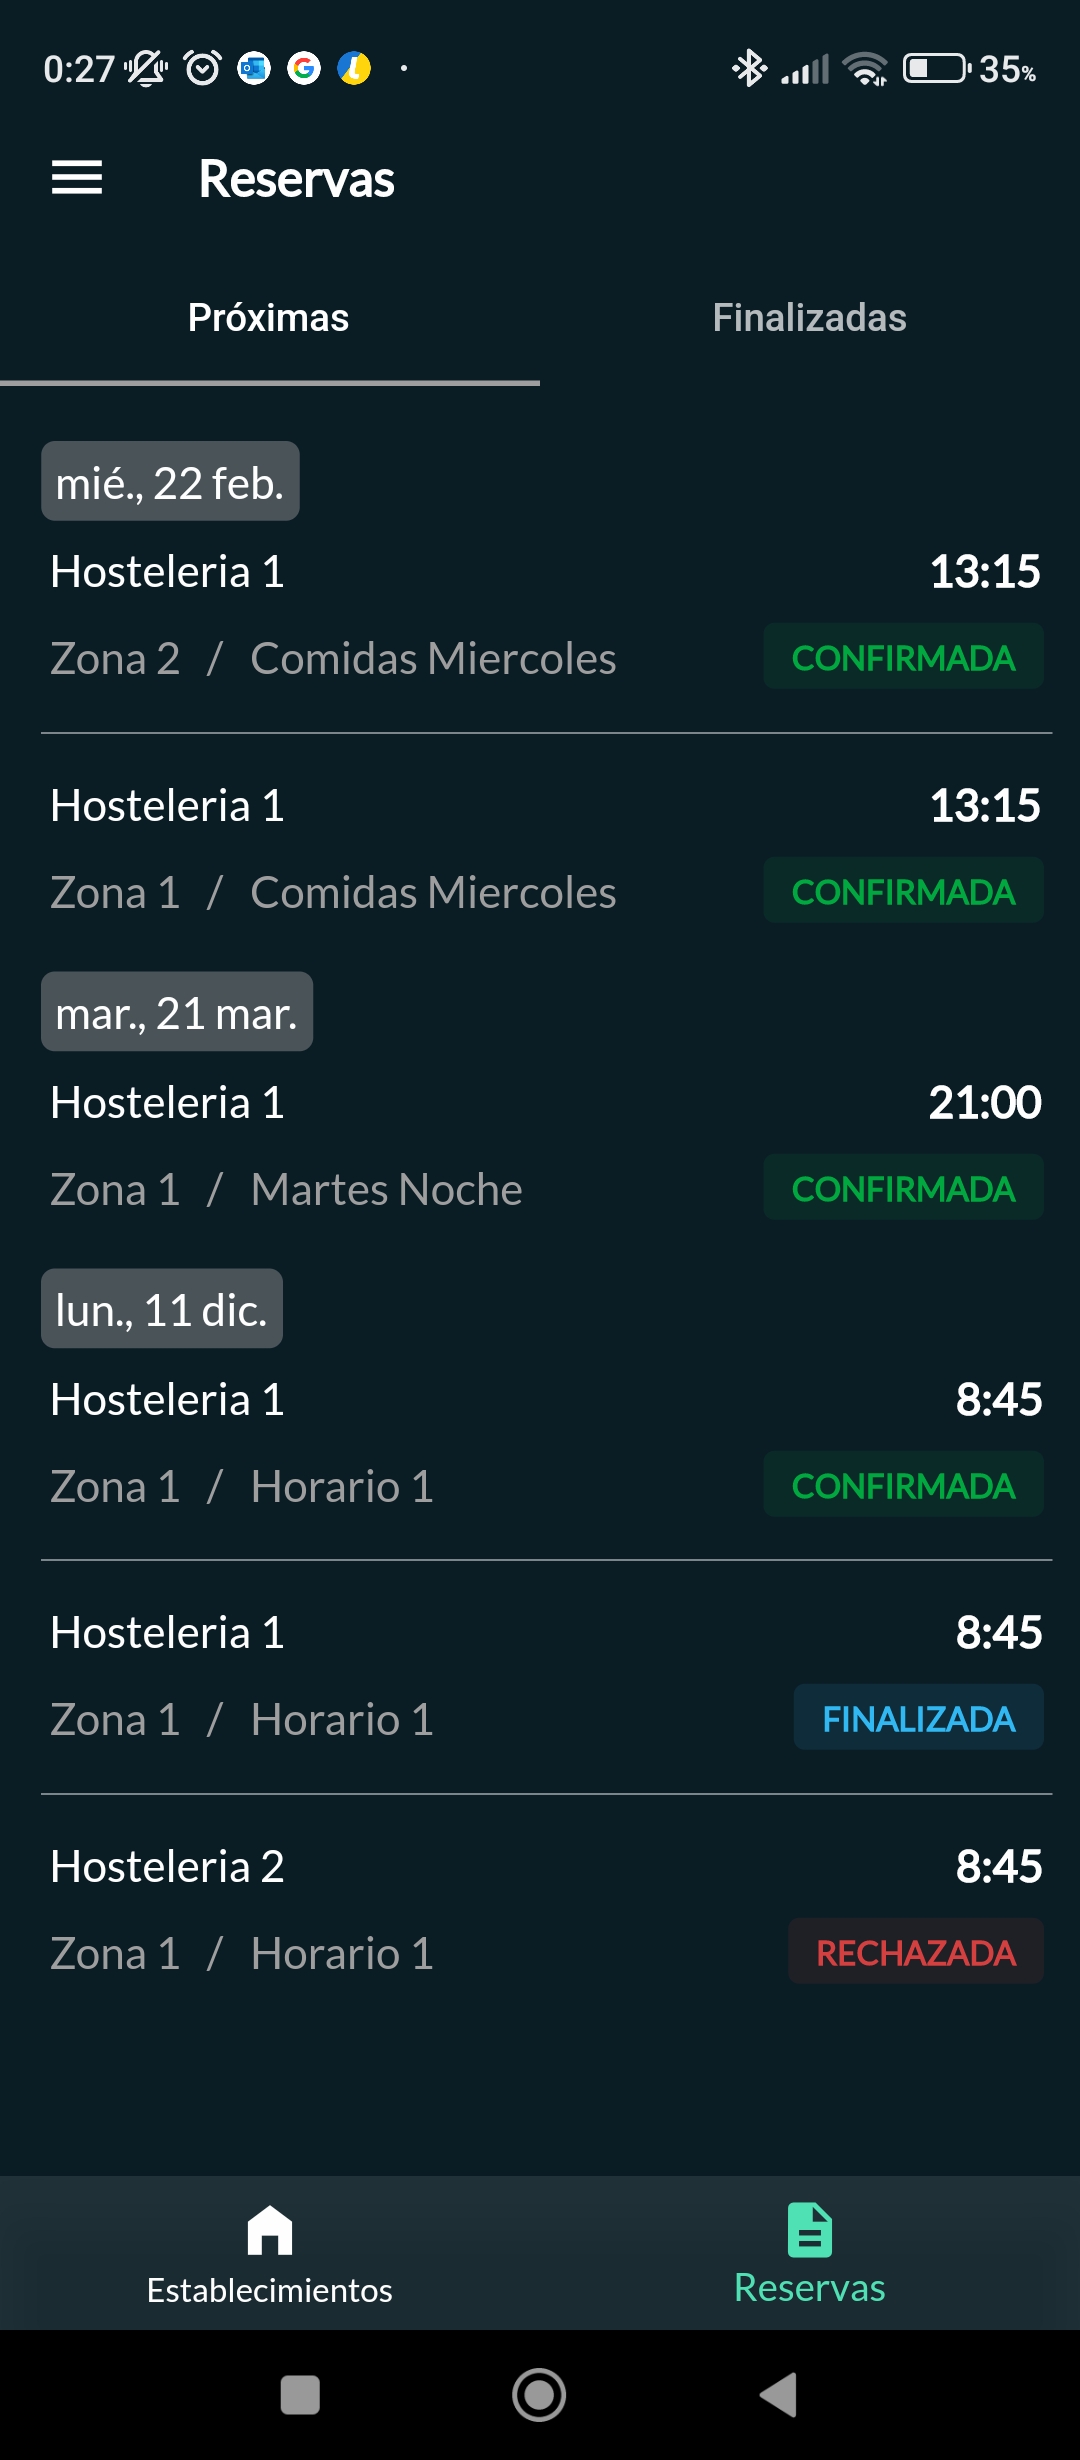 0:27 35%
Reservas
Próximas Finalizadas
mié., 22 feb.
Hosteleria 1 13:15
Zona 2 / Comidas Miercoles CONFIRMADA
Hosteleria 1 13:15
Zona 1 / Comidas Miercoles CONFIRMADA
mar., 21 mar.
Hosteleria 1 21:00
Zona 1 / Martes Noche CONFIRMADA
lun., 11 dic.
Hosteleria 1 8:45
Zona 1 / Horario 1 CONFIRMADA
Hosteleria 1 8:45
Zona 1 / Horario 1 FINALIZADA
Hosteleria 2 8:45
Zona 1 / Horario 1 RECHAZADA
Establecimientos Reservas